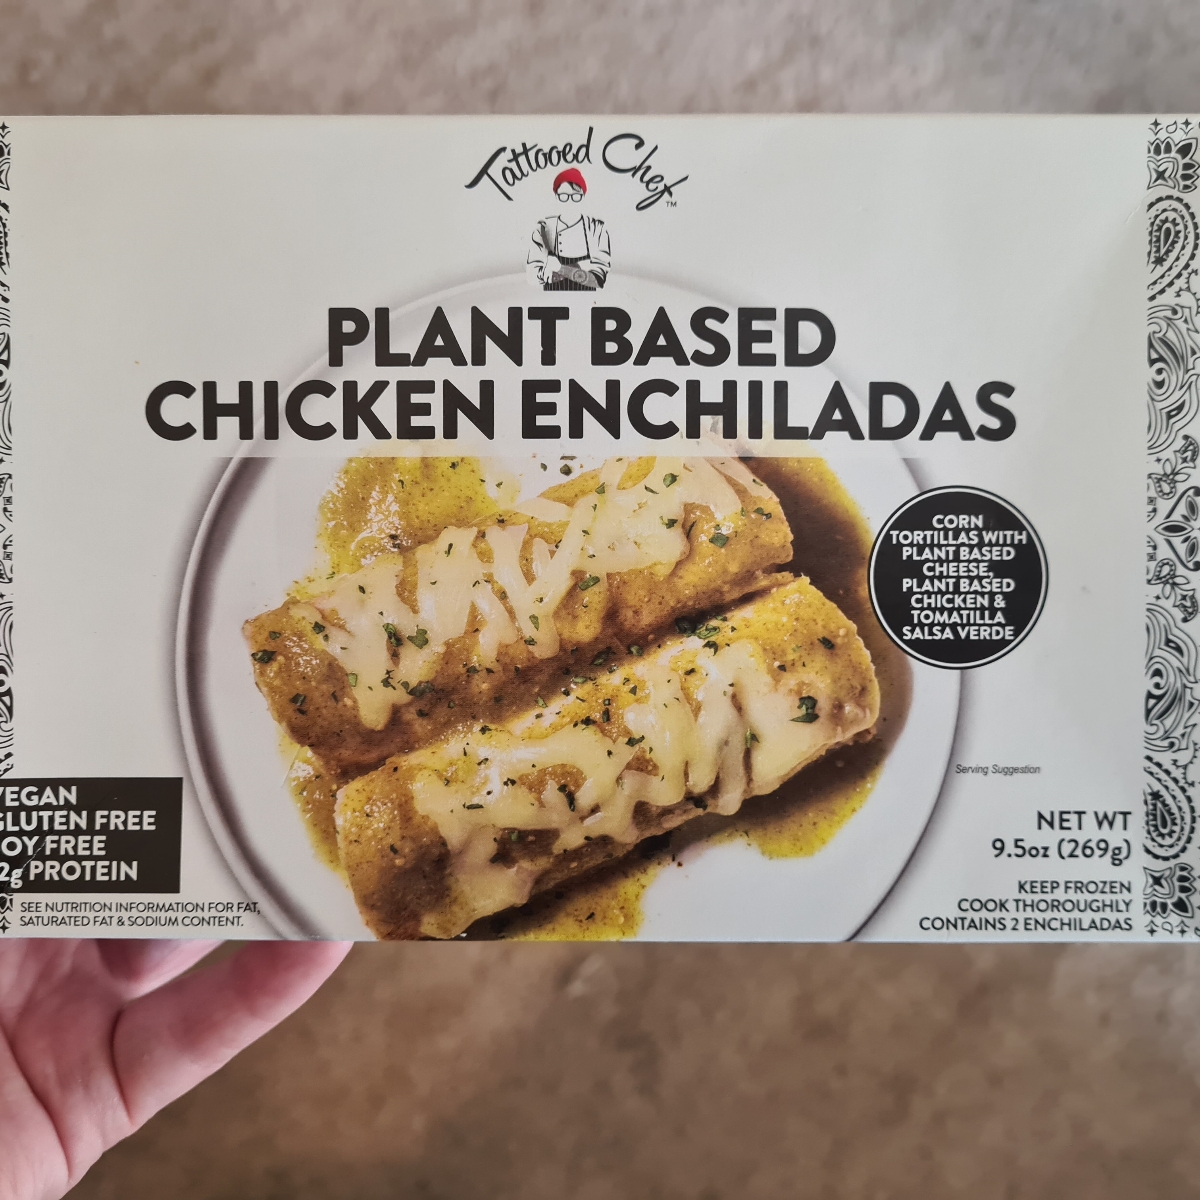 Tattooed Chef™
PLANT BASED
CHICKEN ENCHILADAS
CORN
TORTILLAS WITH
PLANT BASED
CHEESE,
PLANT BASED
CHICKEN &
TOMATILLA
SALSA VERDE
Serving Suggestion
VEGAN
GLUTEN FREE
OY FREE
2g PROTEIN
SEE NUTRITION INFORMATION FOR FAT,
SATURATED FAT & SODIUM CONTENT.
NET WT
9.5oz (269g)
KEEP FROZEN
COOK THOROUGHLY
CONTAINS 2 ENCHILADAS